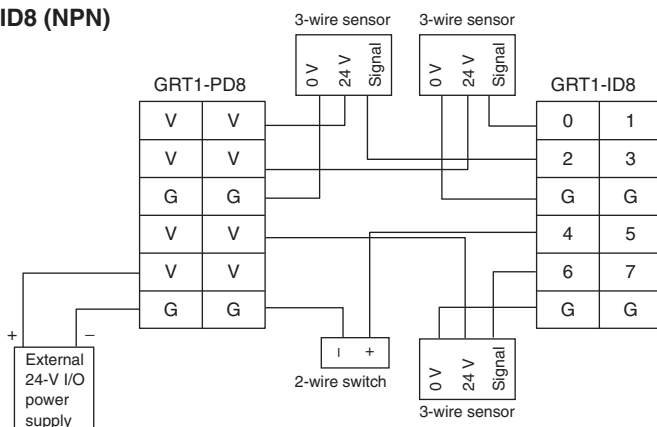 ID8 (NPN)
3-wire sensor
3-wire sensor
0 V
24 V
Signal
0 V
24 V
Signal
GRT1-PD8
GRT1-ID8
V V
V V
G G
V V
V V
G G
0 1
2 3
G G
4 5
6 7
G G
+ −
External
24-V I/O
power
supply
− +
2-wire switch
0 V
24 V
Signal
3-wire sensor